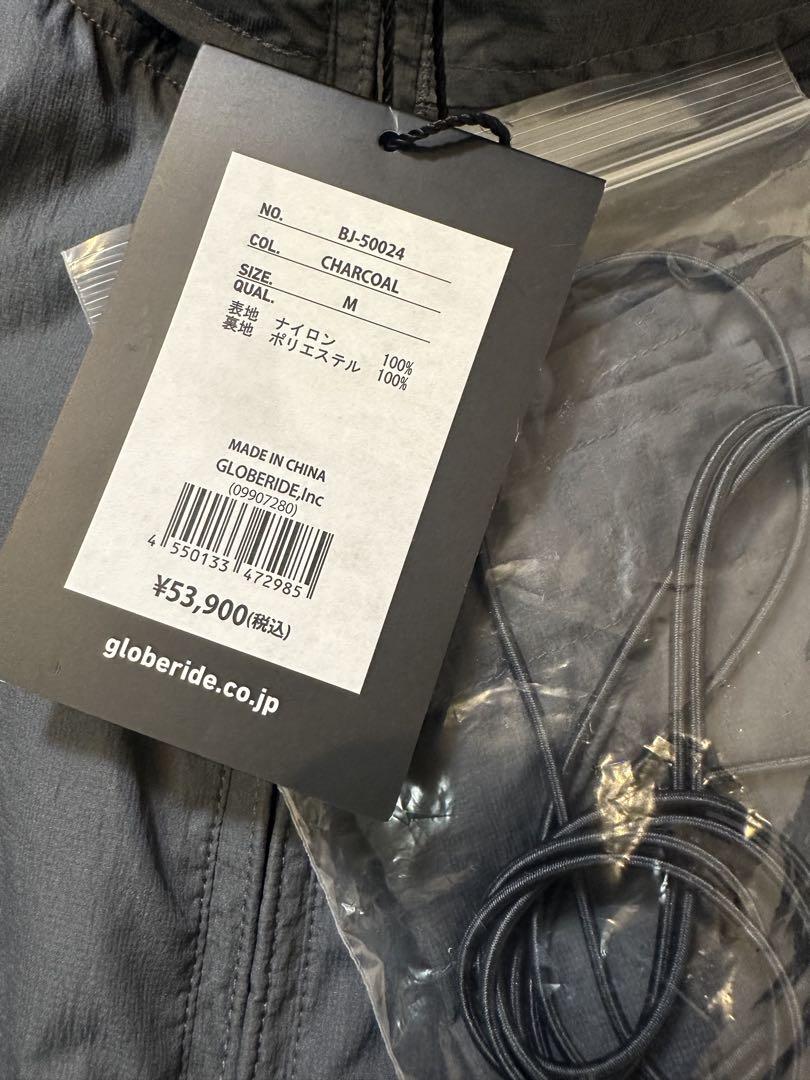 NO. BJ-50024
COL. CHARCOAL
SIZE. M
QUAL.
表地 ナイロン 100%
裏地 ポリエステル 100%
MADE IN CHINA
GLOBERIDE,Inc
(09907280)
4 550133 472985
¥53,900(税込)
globeride.co.jp